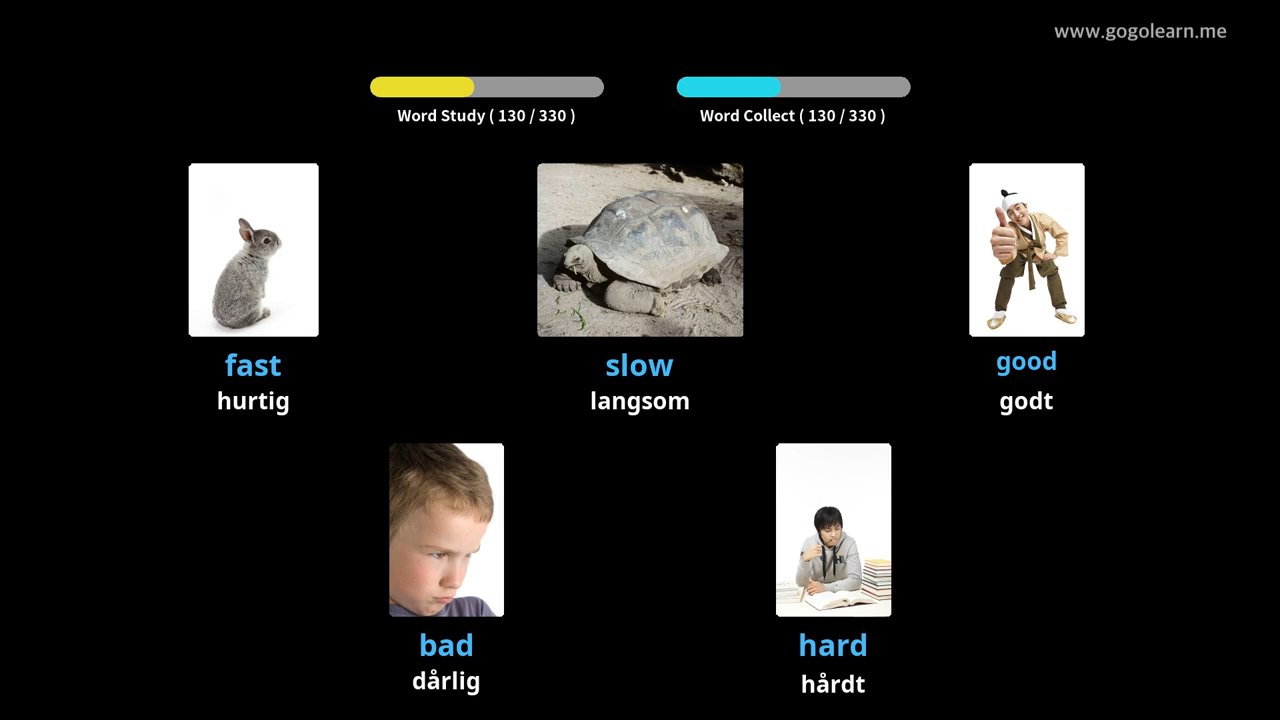 www.gogolearn.me
Word Study ( 130 / 330 )
Word Collect ( 130 / 330 )
fast
hurtig
slow
langsom
good
godt
bad
dårlig
hard
hårdt